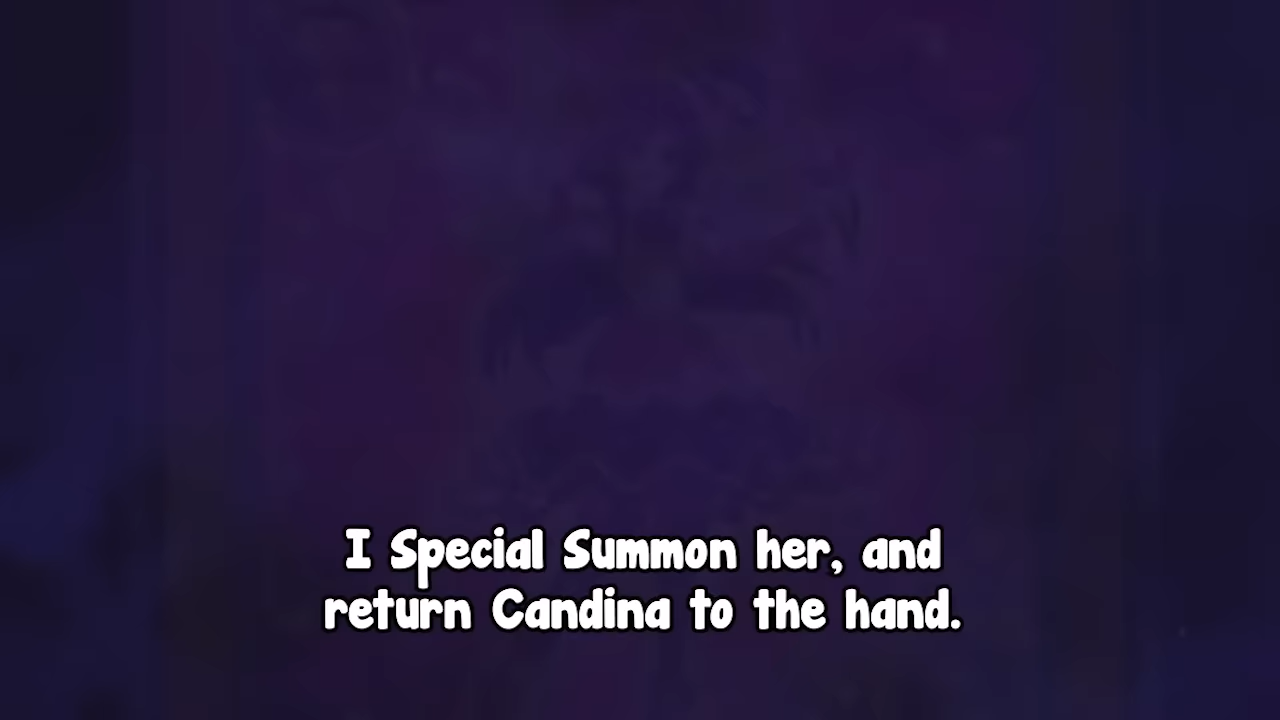 I Special Summon her, and
return Candina to the hand.